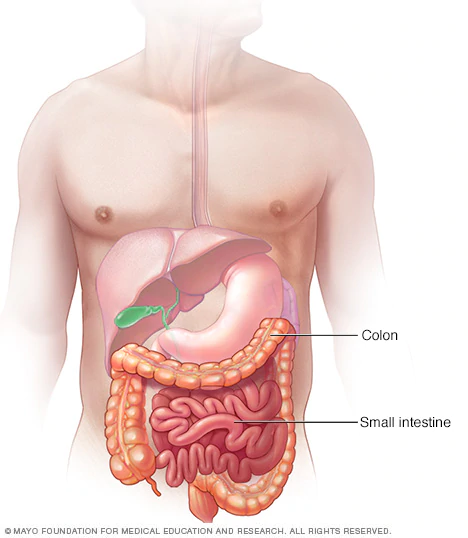 Colon
Small intestine
© MAYO FOUNDATION FOR MEDICAL EDUCATION AND RESEARCH. ALL RIGHTS RESERVED.